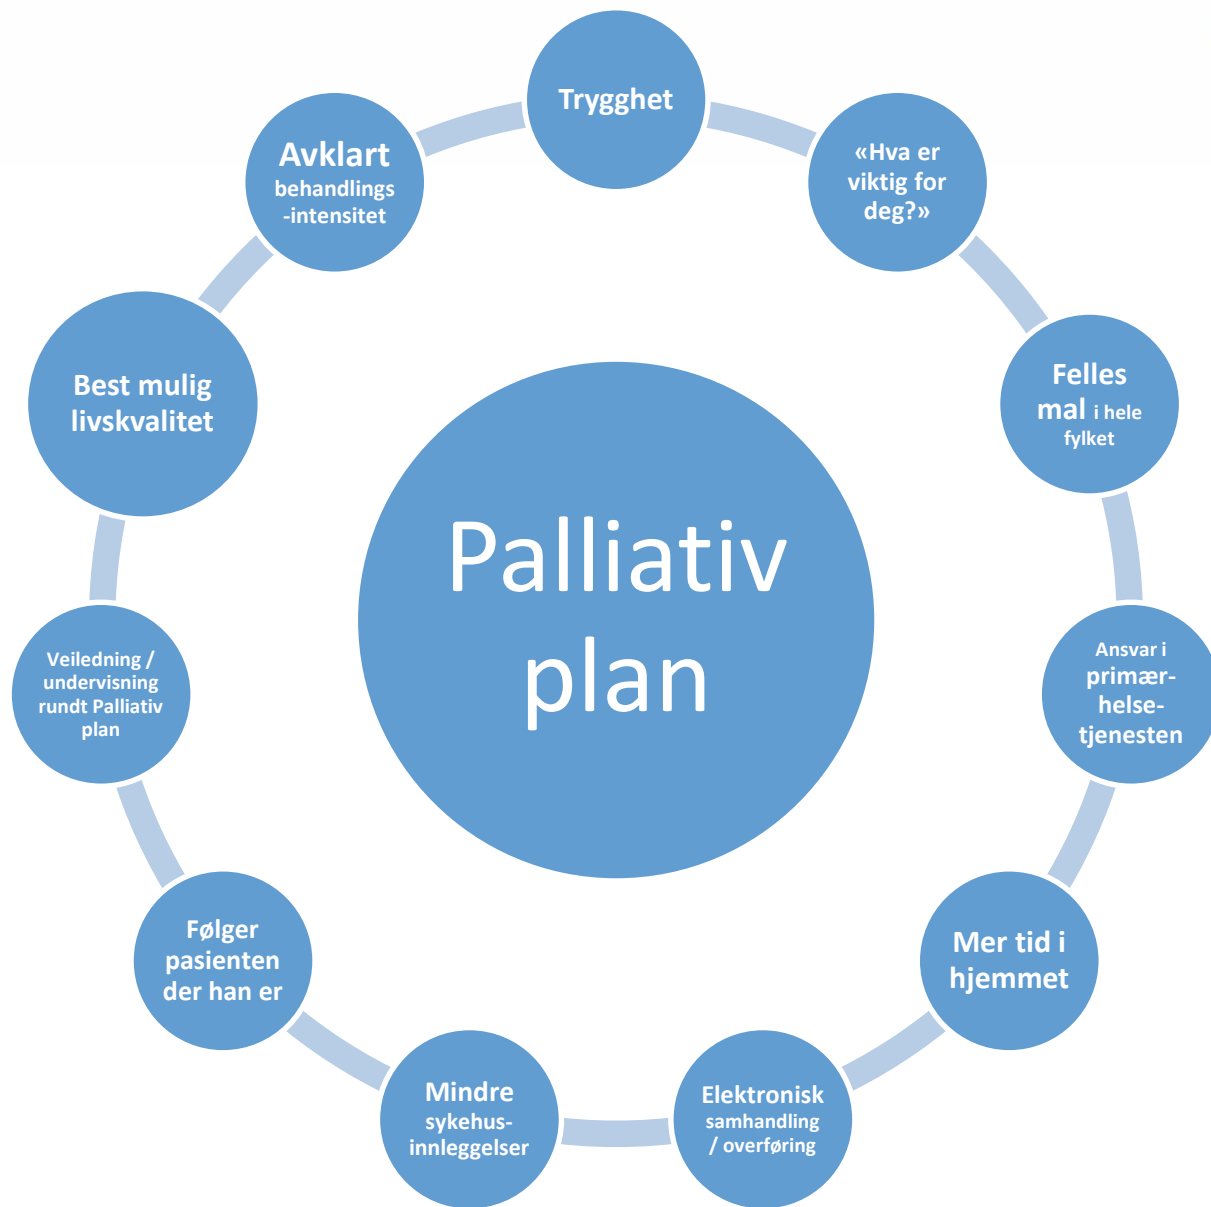 Palliativ
plan
Trygghet
«Hva er
viktig for
deg?»
Felles
mal i hele
fylket
Ansvar i
primær-
helse-
tjenesten
Mer tid i
hjemmet
Elektronisk
samhandling
/ overføring
Mindre
sykehus-
innleggelser
Følger
pasienten
der han er
Veiledning /
undervisning
rundt Palliativ
plan
Best mulig
livskvalitet
Avklart
behandlings
-intensitet